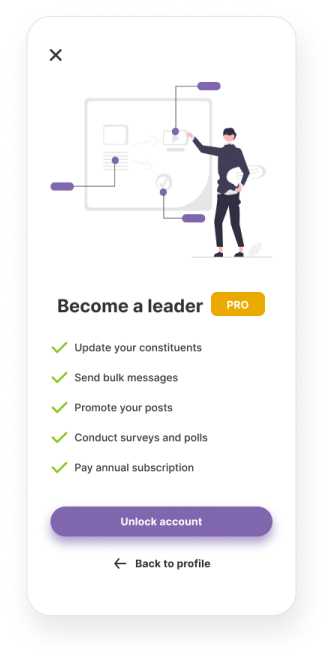 Become a leader PRO
Update your constituents
Send bulk messages
Promote your posts
Conduct surveys and polls
Pay annual subscription
Unlock account
Back to profile